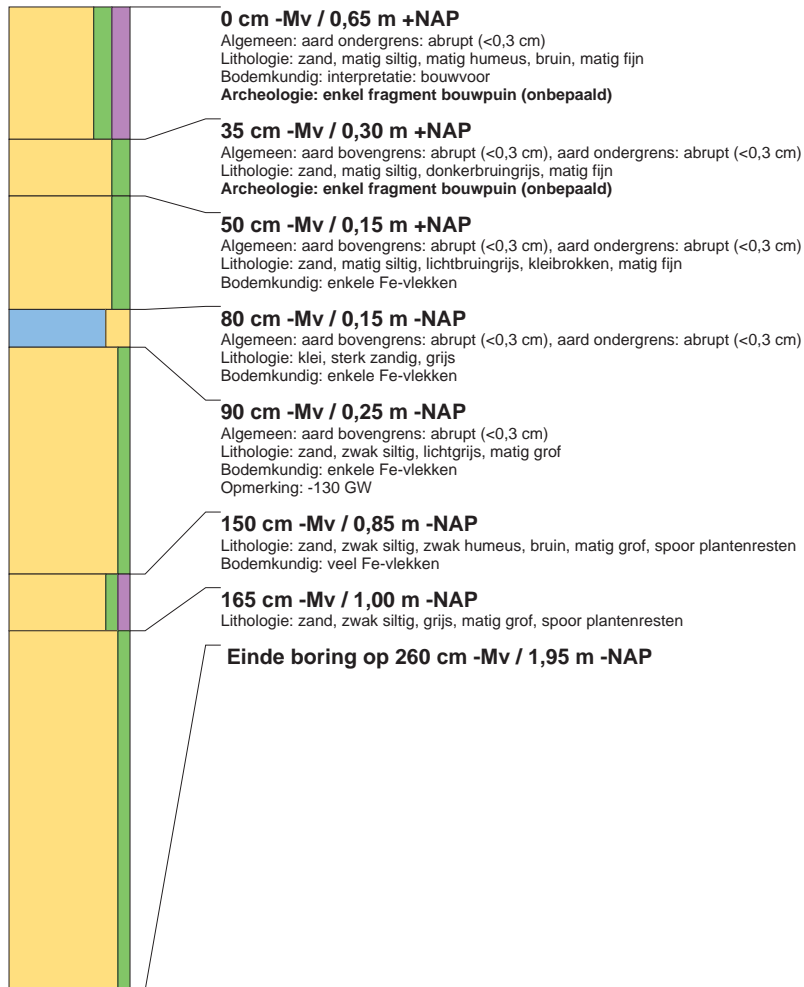 0 cm -Mv / 0,65 m +NAP
Algemeen: aard ondergrens: abrupt (<0,3 cm)
Lithologie: zand, matig siltig, matig humeus, bruin, matig fijn
Bodemkundig: interpretatie: bouwvoor
Archeologie: enkel fragment bouwpuin (onbepaald)
35 cm -Mv / 0,30 m +NAP
Algemeen: aard bovengrens: abrupt (<0,3 cm), aard ondergrens: abrupt (<0,3 cm)
Lithologie: zand, matig siltig, donkerbruingrijs, matig fijn
Archeologie: enkel fragment bouwpuin (onbepaald)
50 cm -Mv / 0,15 m +NAP
Algemeen: aard bovengrens: abrupt (<0,3 cm), aard ondergrens: abrupt (<0,3 cm)
Lithologie: zand, matig siltig, lichtbruingrijs, kleibrokken, matig fijn
Bodemkundig: enkele Fe-vlekken
80 cm -Mv / 0,15 m -NAP
Algemeen: aard bovengrens: abrupt (<0,3 cm), aard ondergrens: abrupt (<0,3 cm)
Lithologie: klei, sterk zandig, grijs
Bodemkundig: enkele Fe-vlekken
90 cm -Mv / 0,25 m -NAP
Algemeen: aard bovengrens: abrupt (<0,3 cm)
Lithologie: zand, zwak siltig, lichtgrijs, matig grof
Bodemkundig: enkele Fe-vlekken
Opmerking: -130 GW
150 cm -Mv / 0,85 m -NAP
Lithologie: zand, zwak siltig, zwak humeus, bruin, matig grof, spoor plantenresten
Bodemkundig: veel Fe-vlekken
165 cm -Mv / 1,00 m -NAP
Lithologie: zand, zwak siltig, grijs, matig grof, spoor plantenresten
Einde boring op 260 cm -Mv / 1,95 m -NAP